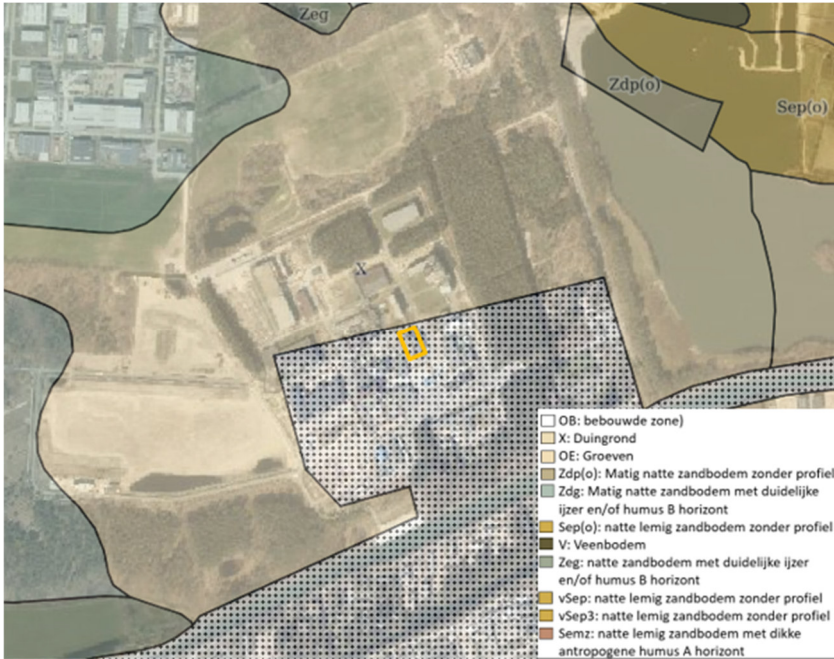 Zeg
Zdp(o)
Sep(o)
X
OB: bebouwde zone)
X: Duingrond
OE: Groeven
Zdp(o): Matig natte zandbodem zonder profiel
Zdg: Matig natte zandbodem met duidelijke
ijzer en/of humus B horizont
Sep(o): natte lemig zandbodem zonder profiel
V: Veenbodem
Zeg: natte zandbodem met duidelijke ijzer
en/of humus B horizont
vSep: natte lemig zandbodem zonder profiel
vSep3: natte lemig zandbodem zonder profiel
Semz: natte lemig zandbodem met dikke
antropogene humus A horizont